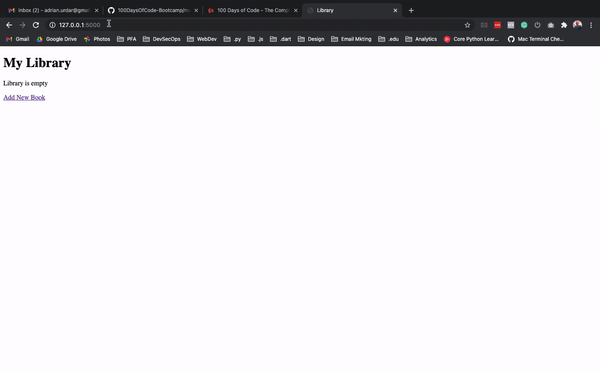 Inbox (2) - adrian.urdar@gmai
100DaysOfCode-Bootcamp/m
100 Days of Code - The Comp
Library
127.0.0.1:5000
Gmail
Google Drive
Photos
PFA
DevSecOps
WebDev
.py
.js
.dart
Design
Email Mkting
.edu
Analytics
Core Python Lear...
Mac Terminal Che...
My Library
Library is empty
Add New Book